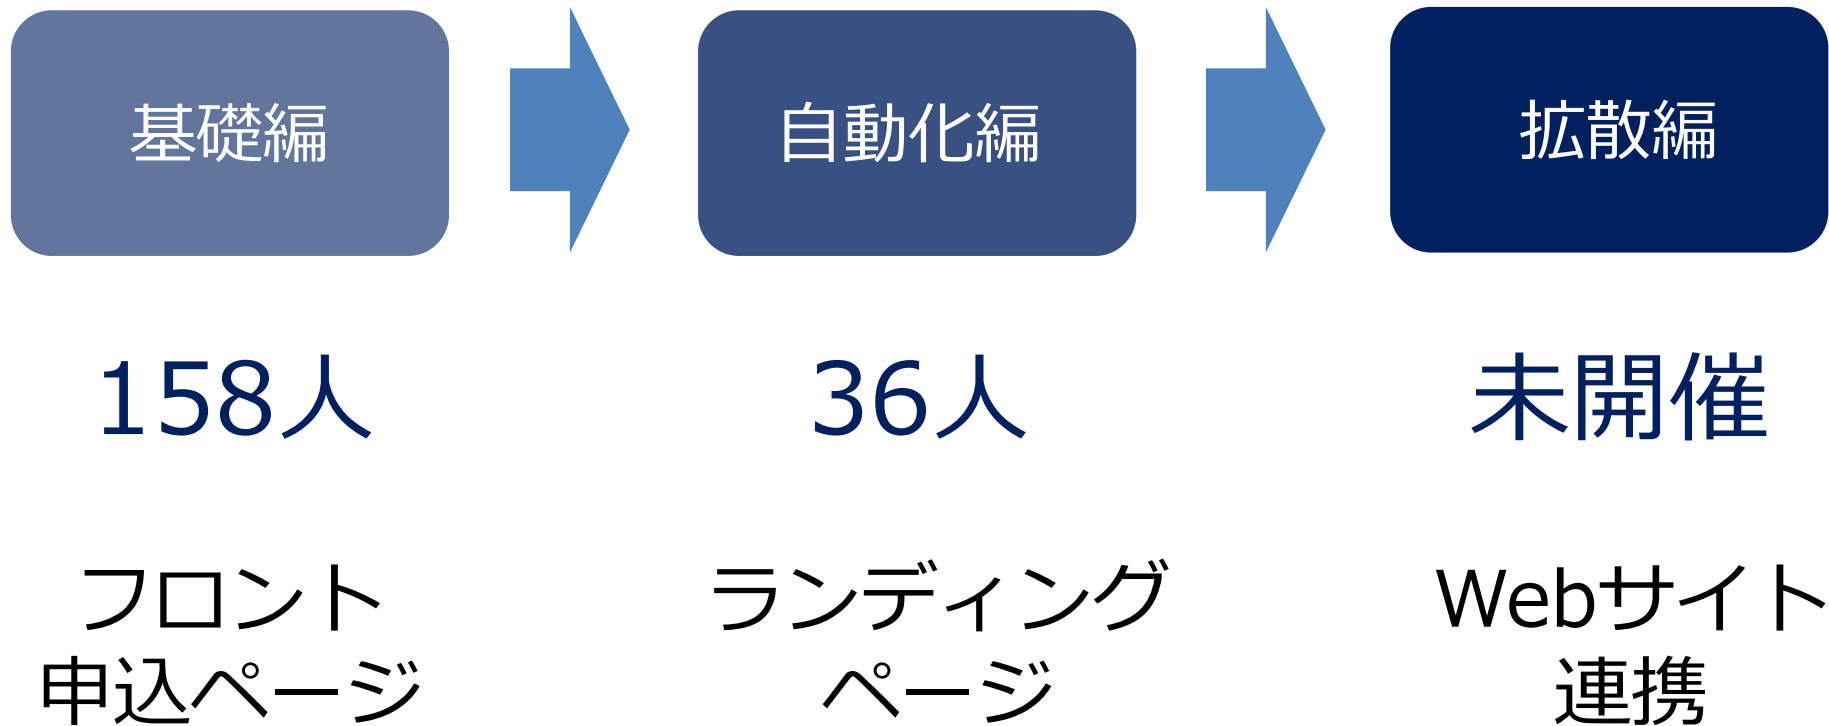 基礎編
自動化編
拡散編
158人
36人
未開催
フロント
申込ページ
ランディング
ページ
Webサイト
連携